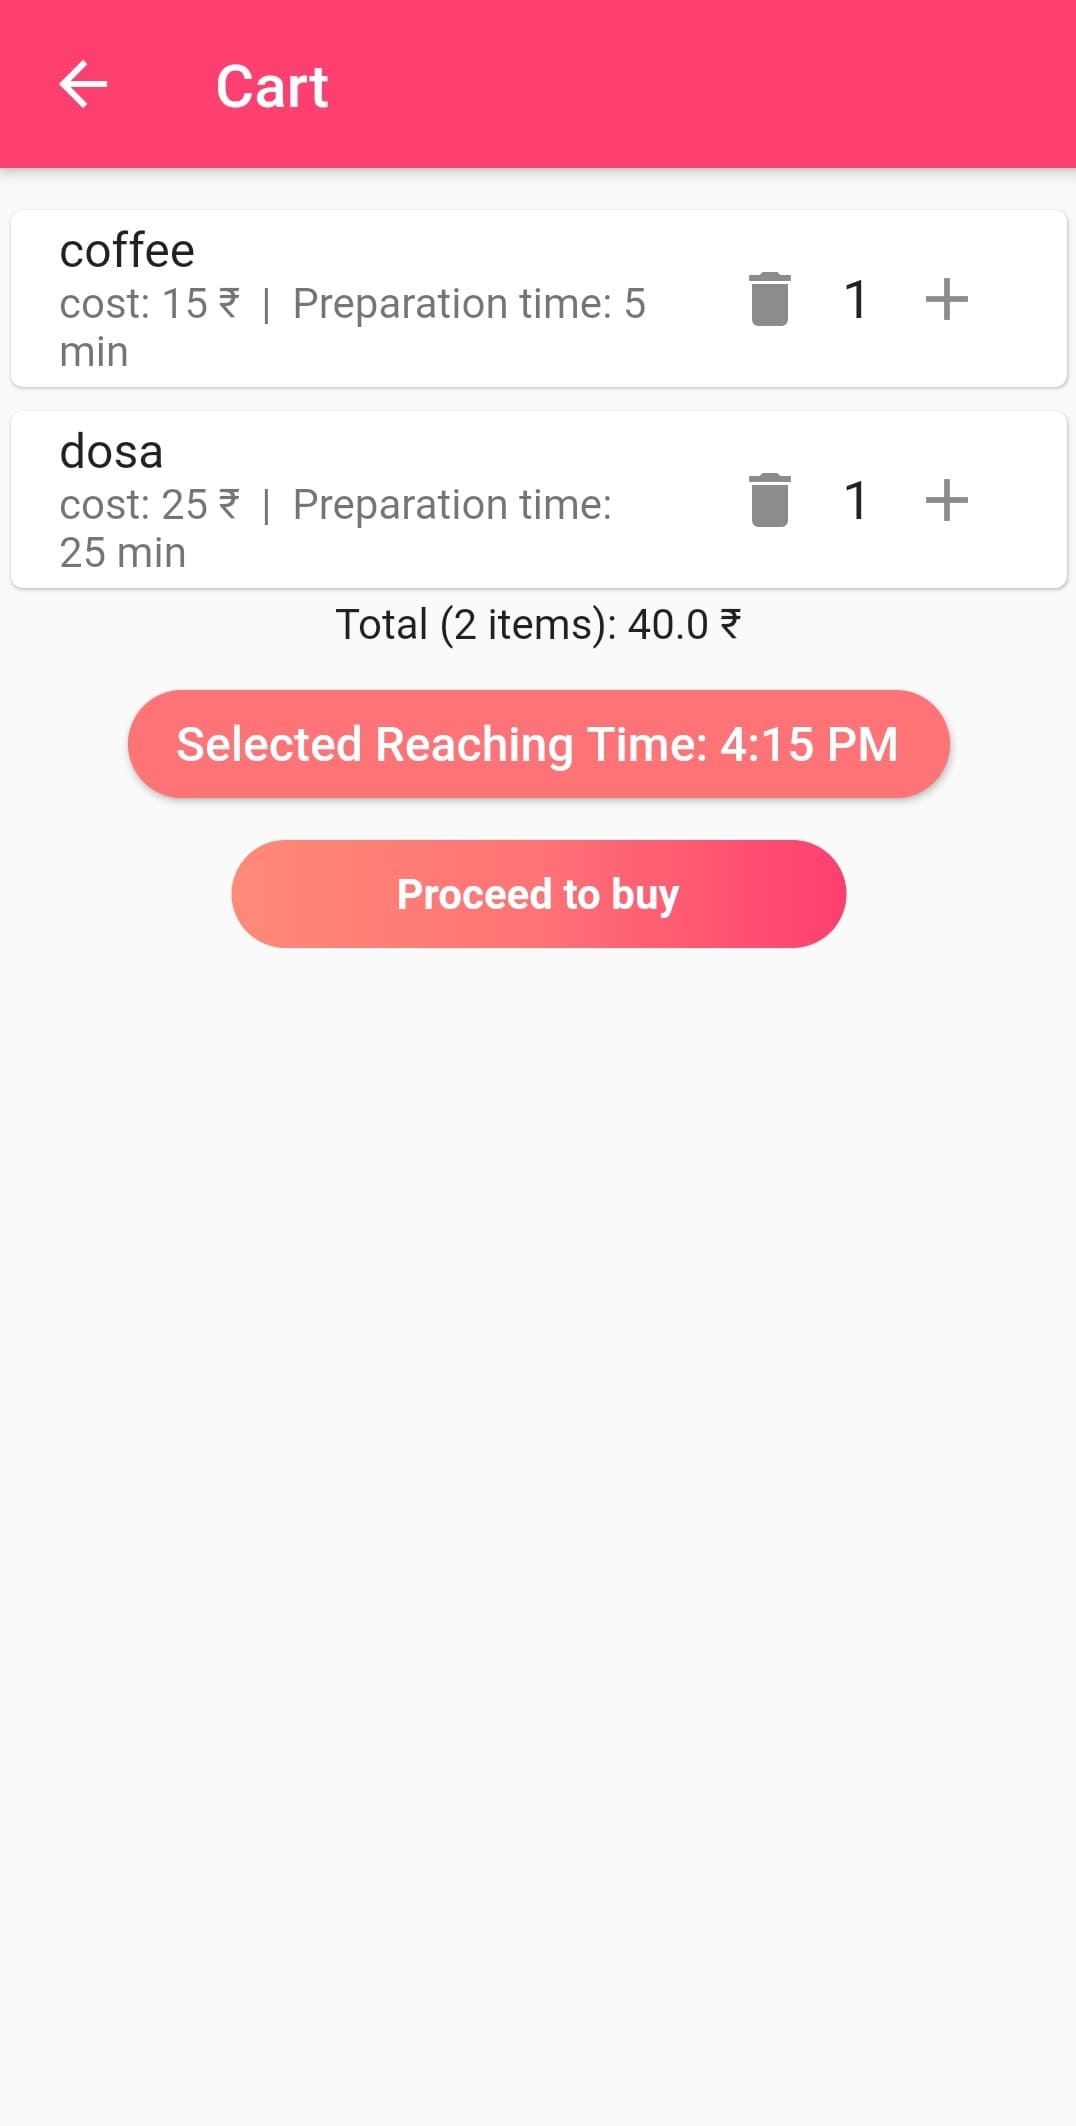 Cart
coffee
cost: 15 ₹ | Preparation time: 5
min
1
dosa
cost: 25 ₹ | Preparation time:
25 min
1
Total (2 items): 40.0 ₹
Selected Reaching Time: 4:15 PM
Proceed to buy